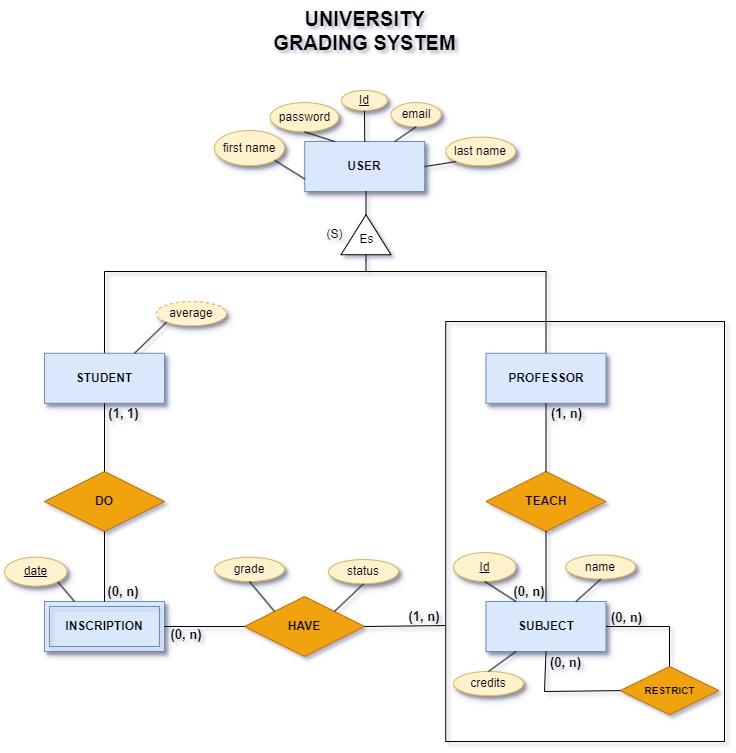 UNIVERSITY
GRADING SYSTEM
Id
password
email
first name
last name
USER
(S)
Es
average
STUDENT
PROFESSOR
(1, 1)
(1, n)
DO
TEACH
date
grade
status
Id
name
(0, n)
(0, n)
INSCRIPTION
(0, n)
HAVE
(1, n)
SUBJECT
(0, n)
(0, n)
credits
RESTRICT